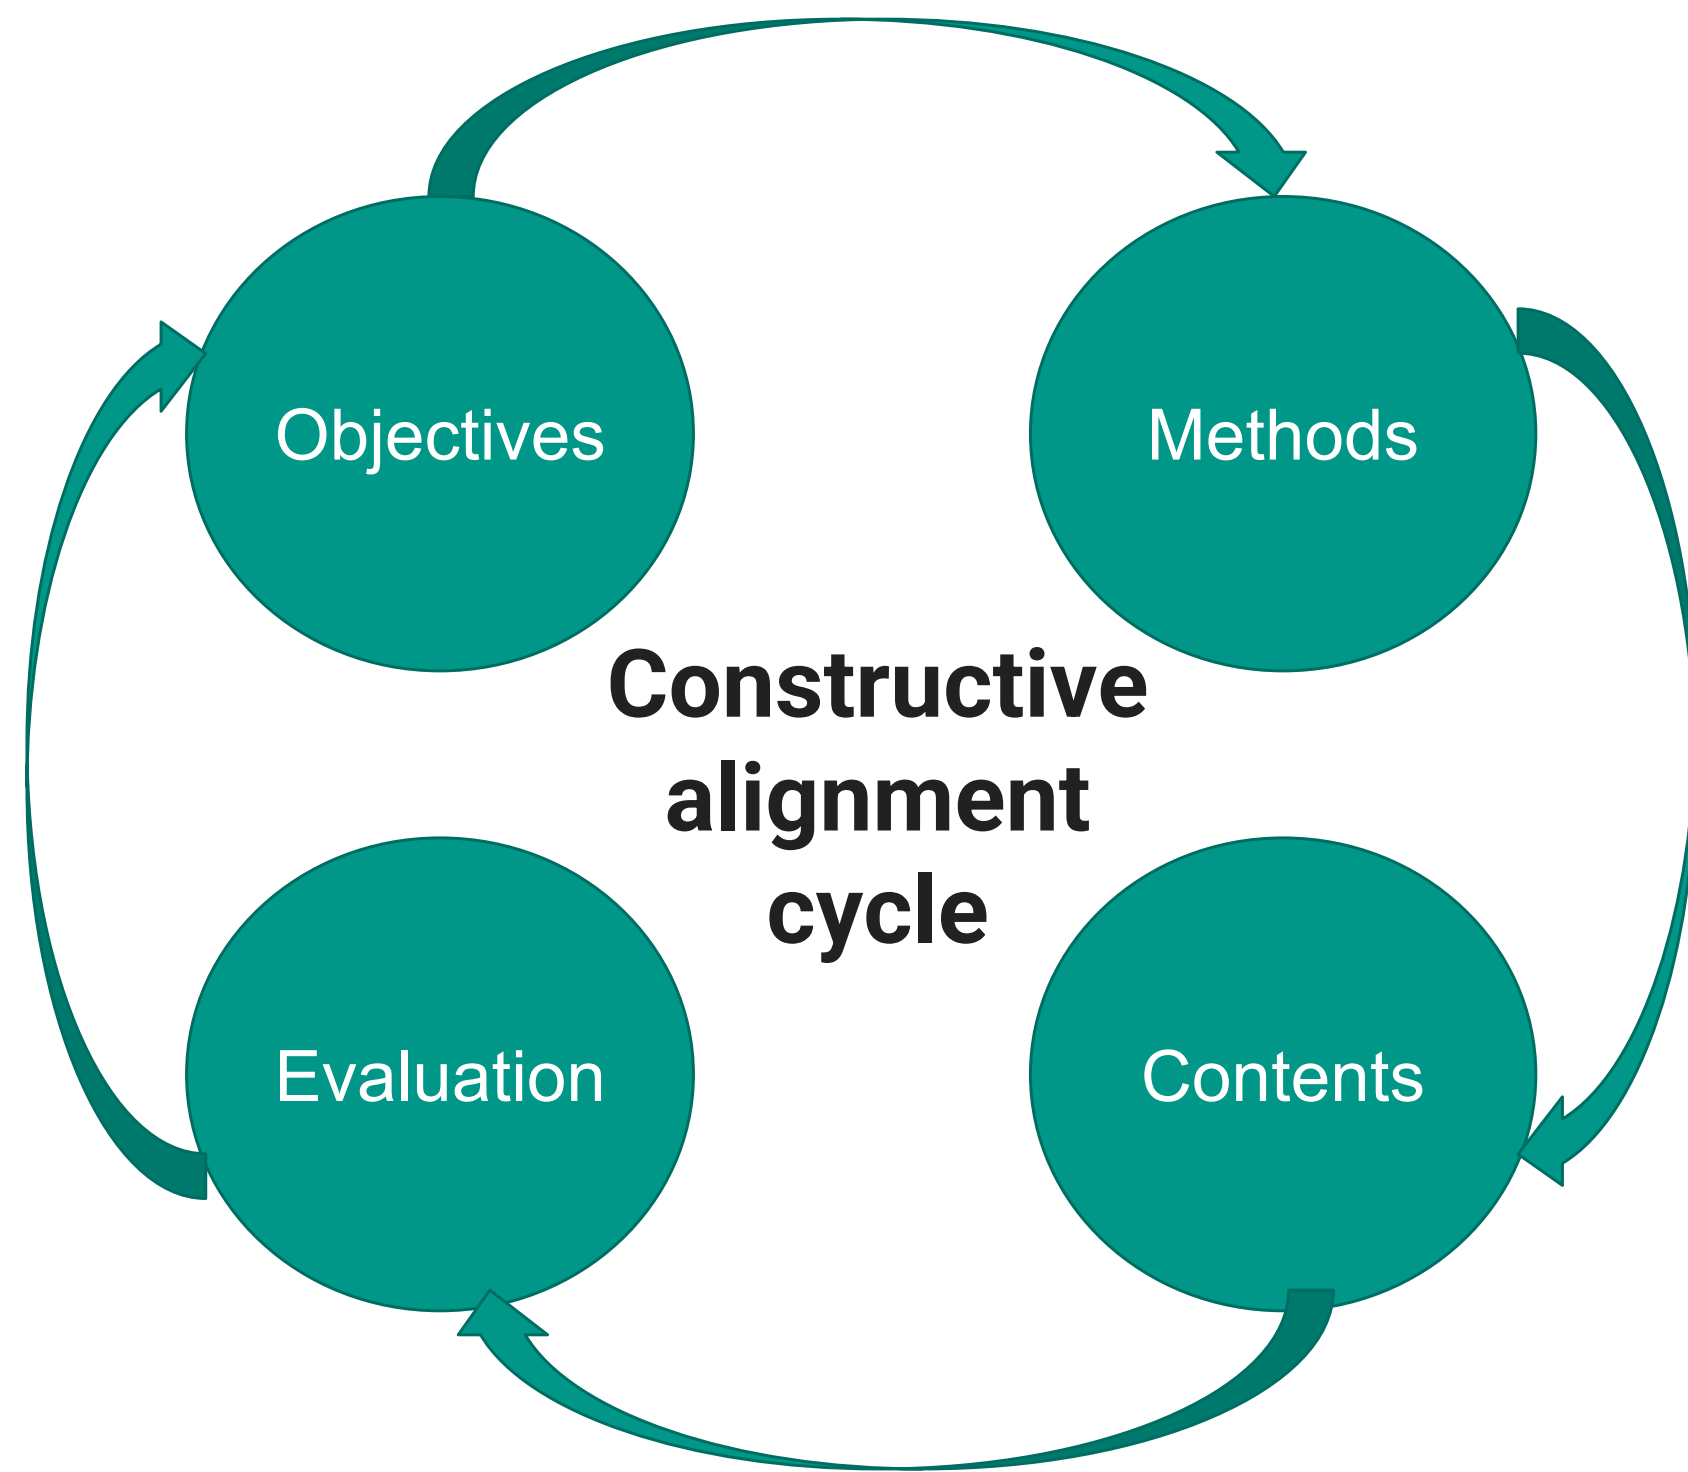 Objectives
Methods
Constructive
alignment
cycle
Evaluation
Contents